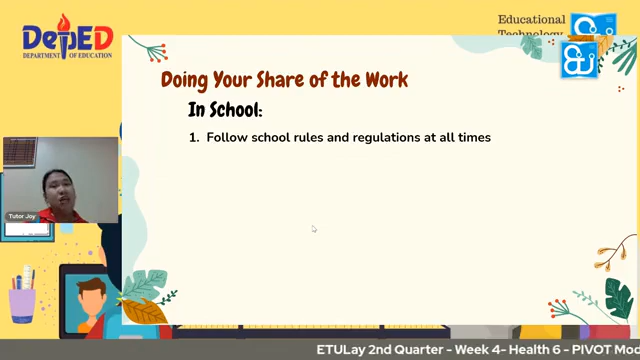 DepED
DEPARTMENT OF EDUCATION
Educational
Technology
Doing Your Share of the Work
In School:
1. Follow school rules and regulations at all times
Tutor Joy
ETULay 2nd Quarter - Week 4- Health 6 - PIVOT Mod